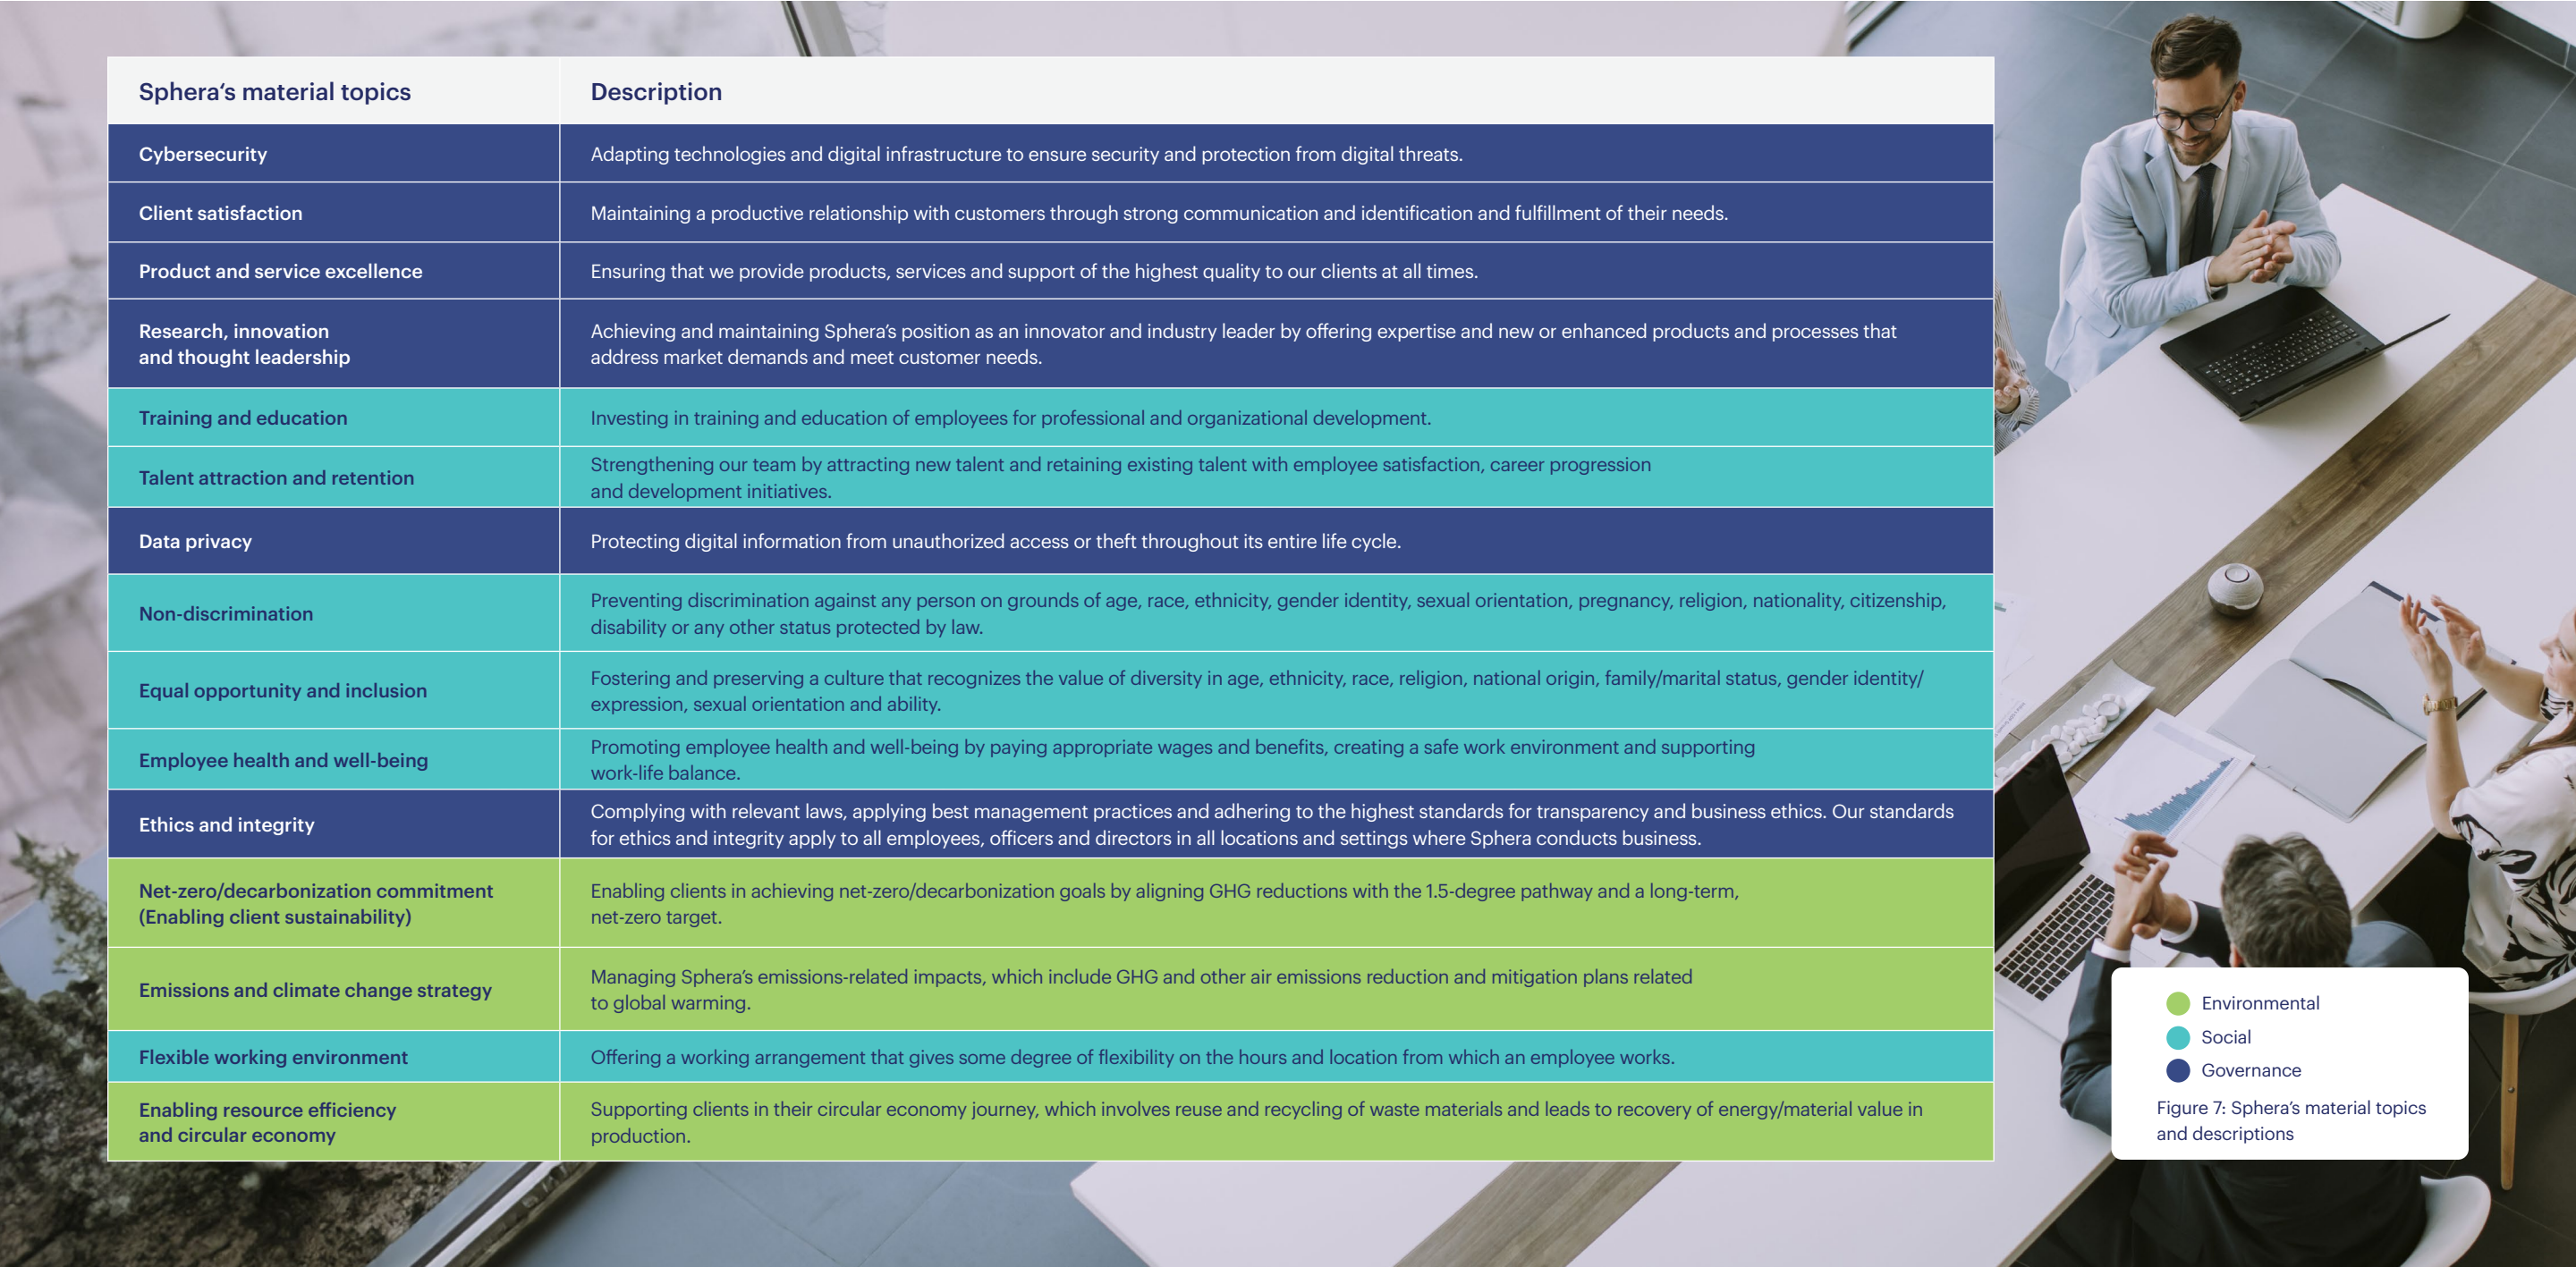 Sphera‘s material topics
Description
Cybersecurity
Adapting technologies and digital infrastructure to ensure security and protection from digital threats.
Client satisfaction
Maintaining a productive relationship with customers through strong communication and identification and fulfillment of their needs.
Product and service excellence
Ensuring that we provide products, services and support of the highest quality to our clients at all times.
Research, innovation
and thought leadership
Achieving and maintaining Sphera’s position as an innovator and industry leader by offering expertise and new or enhanced products and processes that
address market demands and meet customer needs.
Training and education
Investing in training and education of employees for professional and organizational development.
Talent attraction and retention
Strengthening our team by attracting new talent and retaining existing talent with employee satisfaction, career progression
and development initiatives.
Data privacy
Protecting digital information from unauthorized access or theft throughout its entire life cycle.
Non-discrimination
Preventing discrimination against any person on grounds of age, race, ethnicity, gender identity, sexual orientation, pregnancy, religion, nationality, citizenship,
disability or any other status protected by law.
Equal opportunity and inclusion
Fostering and preserving a culture that recognizes the value of diversity in age, ethnicity, race, religion, national origin, family/marital status, gender identity/
expression, sexual orientation and ability.
Employee health and well-being
Promoting employee health and well-being by paying appropriate wages and benefits, creating a safe work environment and supporting
work-life balance.
Ethics and integrity
Complying with relevant laws, applying best management practices and adhering to the highest standards for transparency and business ethics. Our standards
for ethics and integrity apply to all employees, officers and directors in all locations and settings where Sphera conducts business.
Net-zero/decarbonization commitment
(Enabling client sustainability)
Enabling clients in achieving net-zero/decarbonization goals by aligning GHG reductions with the 1.5-degree pathway and a long-term,
net-zero target.
Emissions and climate change strategy
Managing Sphera’s emissions-related impacts, which include GHG and other air emissions reduction and mitigation plans related
to global warming.
Flexible working environment
Offering a working arrangement that gives some degree of flexibility on the hours and location from which an employee works.
Enabling resource efficiency
and circular economy
Supporting clients in their circular economy journey, which involves reuse and recycling of waste materials and leads to recovery of energy/material value in
production.
Environmental
Social
Governance
Figure 7: Sphera’s material topics
and descriptions